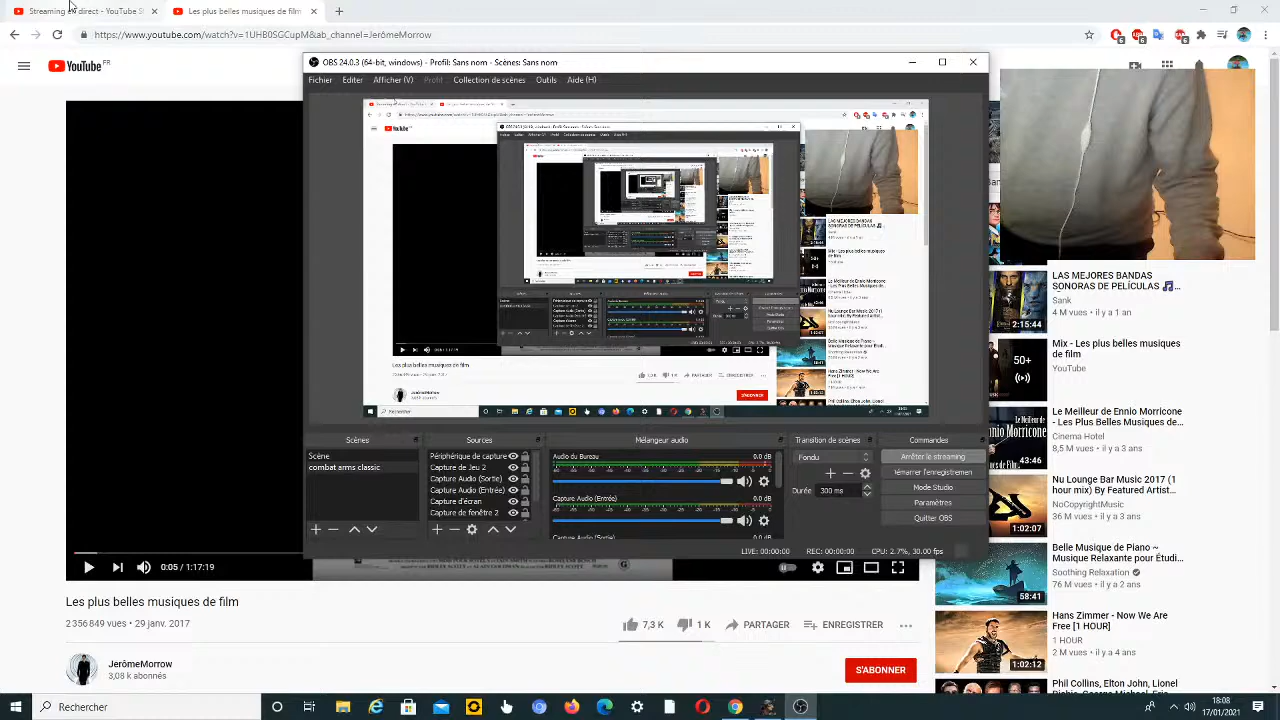 Streaming en direct - YouTube St
Les plus belles musiques de film
https://www.youtube.com/watch?v=1UHB0SGCupM&ab_channel=JerômeMorrow
YouTube FR
OBS 24.0.3 (64-bit, windows) - Profil: Sans nom - Scènes: Sans nom
Fichier Editer Afficher (V) Profil Collection de scènes Outils Aide (H)
Scènes
Scène
combat arms classic
Sources
Périphérique de capture
Capture de Jeu 2
Capture Audio (Sortie)
Capture Audio (Entrée)
Capture d'écran
Capture de fenêtre 2
Mélangeur audio
Audio du Bureau 0.0 dB
Capture Audio (Entrée) 0.0 dB
Capture Audio (Sortie) 0.0 dB
Transition de scènes
Fondu
Durée 300 ms
Commandes
Arrêter le streaming
Démarrer l'enregistrement
Mode Studio
Paramètres
Quitter OBS
LIVE: 00:00:00 REC: 00:00:00 CPU: 2.7%, 30.00 fps
0:05 / 1:17:19
Les plus belles musiques de film
2 356 849 vues • 29 janv. 2017
7,3 K 1 K PARTAGER ENREGISTRER
JerômeMorrow
S'ABONNER
LAS MEJORES BANDAS
SONORAS DE PELÍCULAS 🎵...
Sarix
4 M vues • il y a 1 an
2:15:44
Mix - Les plus belles musiques
de film
YouTube
50+
Le Meilleur de Ennio Morricone
- Les Plus Belles Musiques de...
Cinema Hotel
8,5 M vues • il y a 3 ans
43:46
Nu Lounge Bar Music 2017 (1
hour mix) By Featured Artist...
NoCopyrightMusic
36 M vues • il y a 3 ans
1:02:07
Belle Musique de Piano ~
Musique Relaxante pour Étudi...
Soothing Relaxation
76 M vues • il y a 2 ans
58:41
Hans Zimmer - Now We Are
Free [1 HOUR]
1 HOUR
2 M vues • il y a 4 ans
1:02:12
Phil Collins, Elton John, Lionel
Rechercher
18:08
17/01/2021